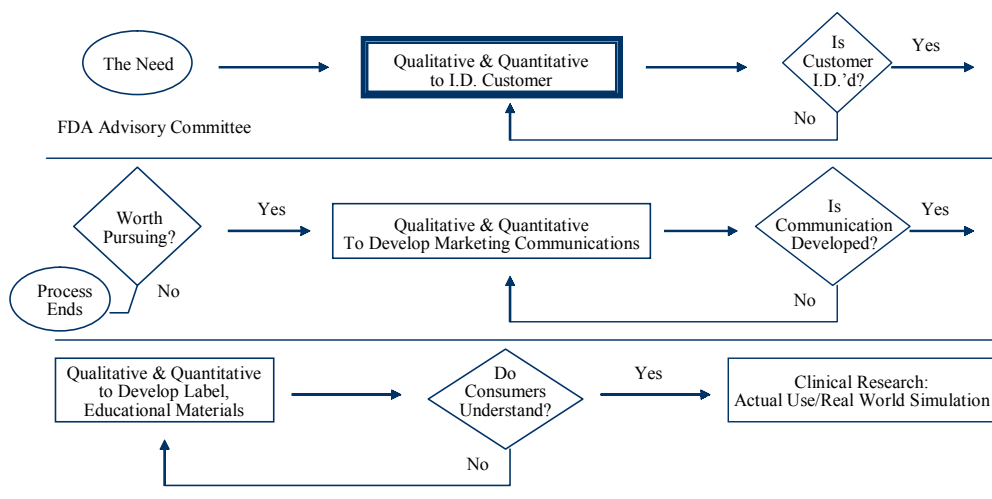 The Need
Qualitative & Quantitative
to I.D. Customer
Is
Customer
I.D.'d?
Yes
No
FDA Advisory Committee
Worth
Pursuing?
Yes
No
Process
Ends
Qualitative & Quantitative
To Develop Marketing Communications
Is
Communication
Developed?
Yes
No
Qualitative & Quantitative
to Develop Label,
Educational Materials
Do
Consumers
Understand?
Yes
No
Clinical Research:
Actual Use/Real World Simulation